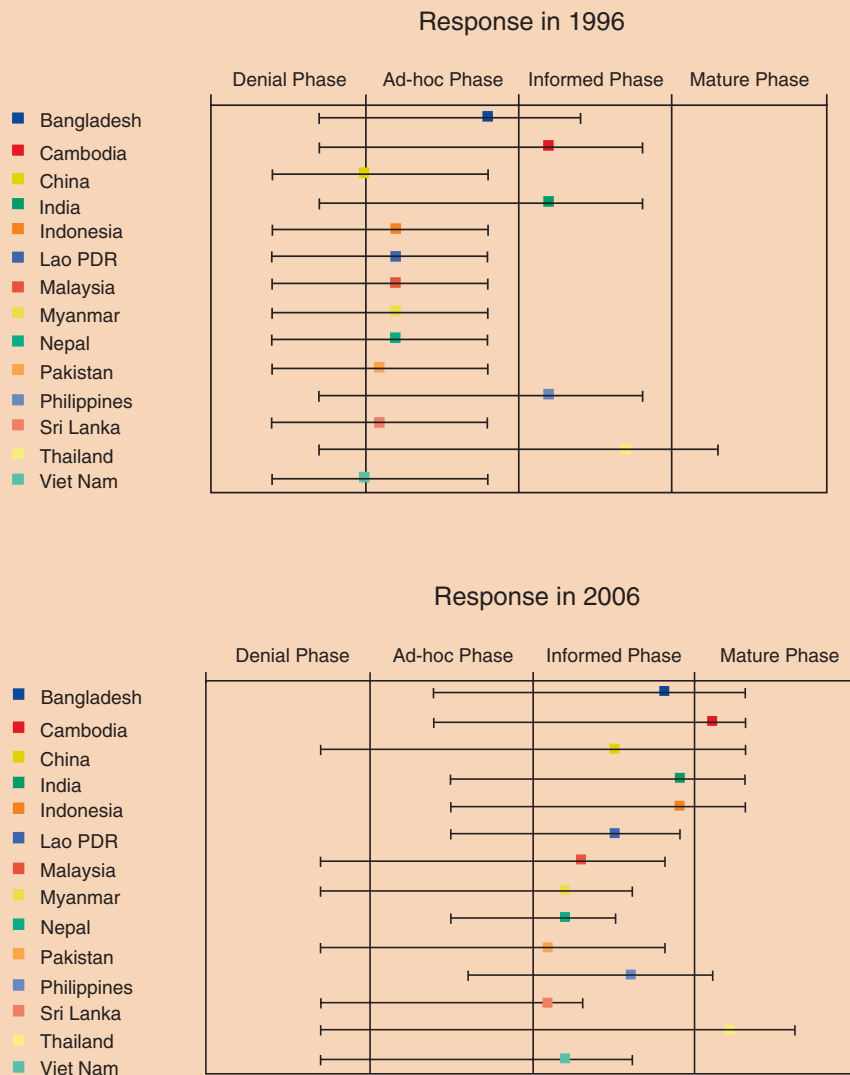 Response in 1996
Denial Phase Ad-hoc Phase Informed Phase Mature Phase
Bangladesh
Cambodia
China
India
Indonesia
Lao PDR
Malaysia
Myanmar
Nepal
Pakistan
Philippines
Sri Lanka
Thailand
Viet Nam
Response in 2006
Denial Phase Ad-hoc Phase Informed Phase Mature Phase
Bangladesh
Cambodia
China
India
Indonesia
Lao PDR
Malaysia
Myanmar
Nepal
Pakistan
Philippines
Sri Lanka
Thailand
Viet Nam